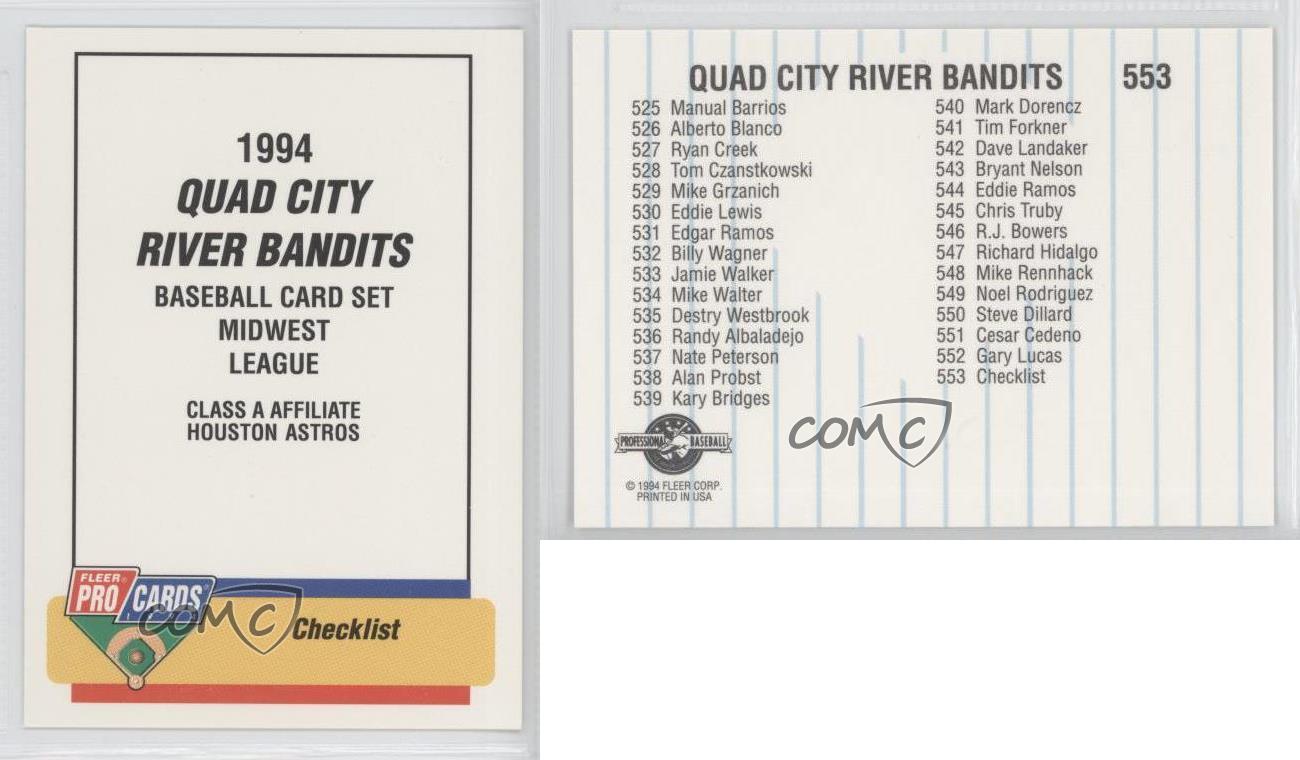 1994
QUAD CITY
RIVER BANDITS
BASEBALL CARD SET
MIDWEST
LEAGUE
CLASS A AFFILIATE
HOUSTON ASTROS
FLEER®
PRO CARDS®
COMC
Checklist
QUAD CITY RIVER BANDITS 553
525 Manual Barrios
526 Alberto Blanco
527 Ryan Creek
528 Tom Czanstkowski
529 Mike Grzanich
530 Eddie Lewis
531 Edgar Ramos
532 Billy Wagner
533 Jamie Walker
534 Mike Walter
535 Destry Westbrook
536 Randy Albaladejo
537 Nate Peterson
538 Alan Probst
539 Kary Bridges
540 Mark Dorencz
541 Tim Forkner
542 Dave Landaker
543 Bryant Nelson
544 Eddie Ramos
545 Chris Truby
546 R.J. Bowers
547 Richard Hidalgo
548 Mike Rennhack
549 Noel Rodriguez
550 Steve Dillard
551 Cesar Cedeno
552 Gary Lucas
553 Checklist
PROFESSIONAL BASEBALL
© 1994 FLEER CORP.
PRINTED IN USA
COMC